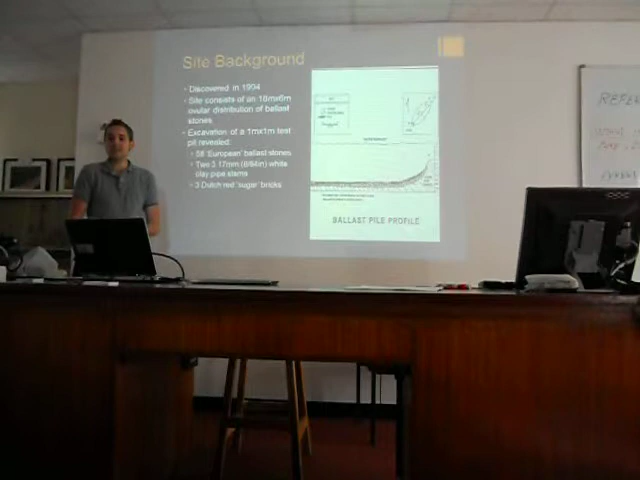 Site Background
• Discovered in 1994
• Site consists of an 18mx6m
ovular distribution of ballast
stones
• Excavation of a 1mx1m test
pit revealed:
• 58 'European' ballast stones
• Two 3.17mm (8/64in) white
clay pipe stems
• 3 Dutch red 'sugar' bricks'
BALLAST PILE PROFILE